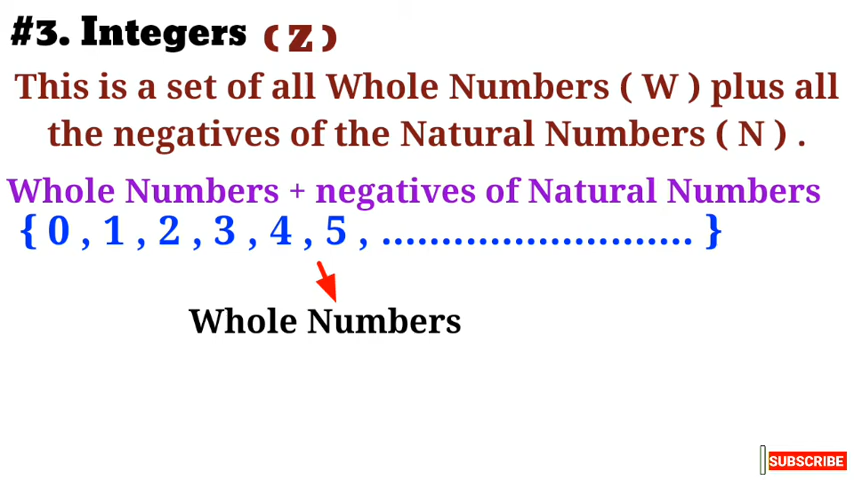 #3. Integers ( Z )
This is a set of all Whole Numbers ( W ) plus all
the negatives of the Natural Numbers ( N ) .
Whole Numbers + negatives of Natural Numbers
{ 0 , 1 , 2 , 3 , 4 , 5 , .......................... }
Whole Numbers
SUBSCRIBE